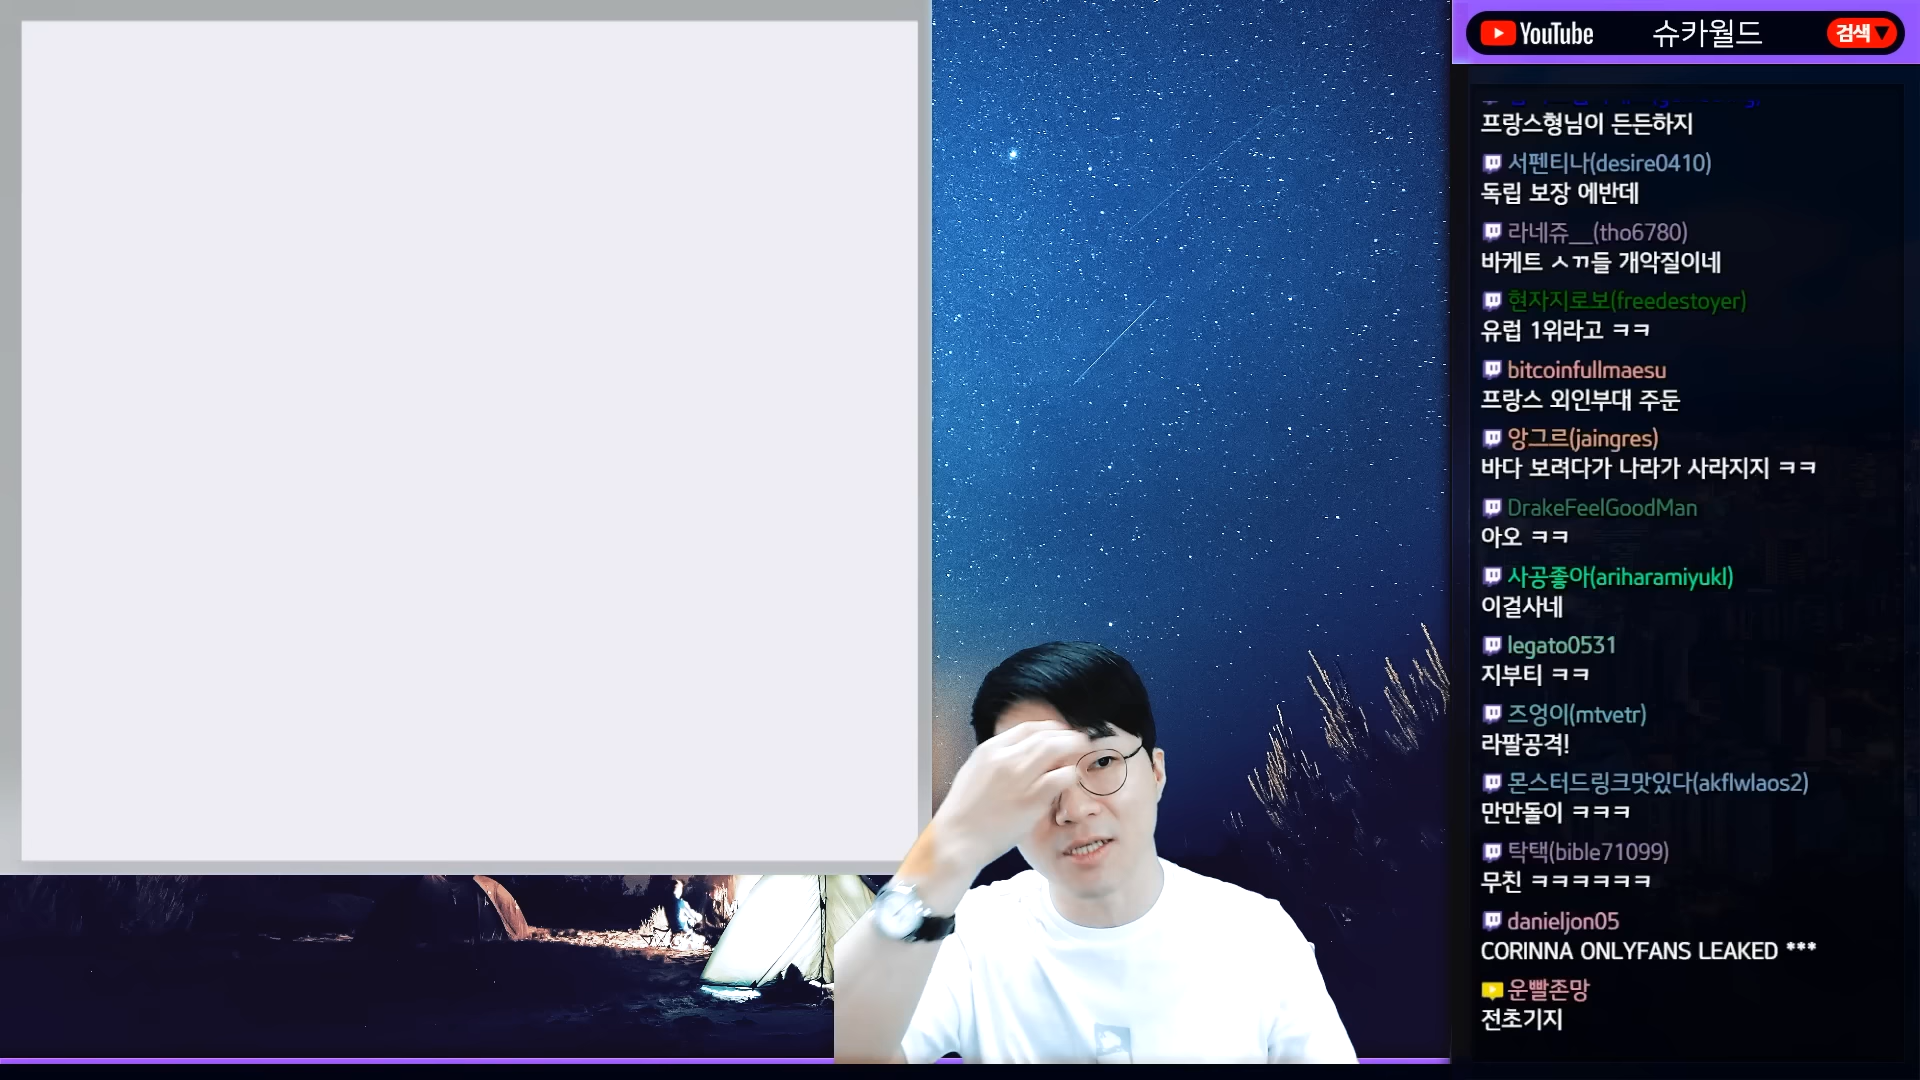 YouTube 슈카월드 검색▼
프랑스형님이 든든하지
서펜티나(desire0410)
독립 보장 에반데
라네쥬__(tho6780)
바케트 ㅅㄲ들 개악질이네
현자지로보(freedestoyer)
유럽 1위라고 ㅋㅋ
bitcoinfullmaesu
프랑스 외인부대 주둔
앙그르(jaingres)
바다 보려다가 나라가 사라지지 ㅋㅋ
DrakeFeelGoodMan
아오 ㅋㅋ
사공좋아(ariharamiyukl)
이걸사네
legato0531
지부티 ㅋㅋ
즈엉이(mtvetr)
라팔공격!
몬스터드링크맛있다(akflwlaos2)
만만돌이 ㅋㅋㅋ
탁택(bible71099)
무친 ㅋㅋㅋㅋㅋㅋ
danieljon05
CORINNA ONLYFANS LEAKED ***
운빨존망
전초기지